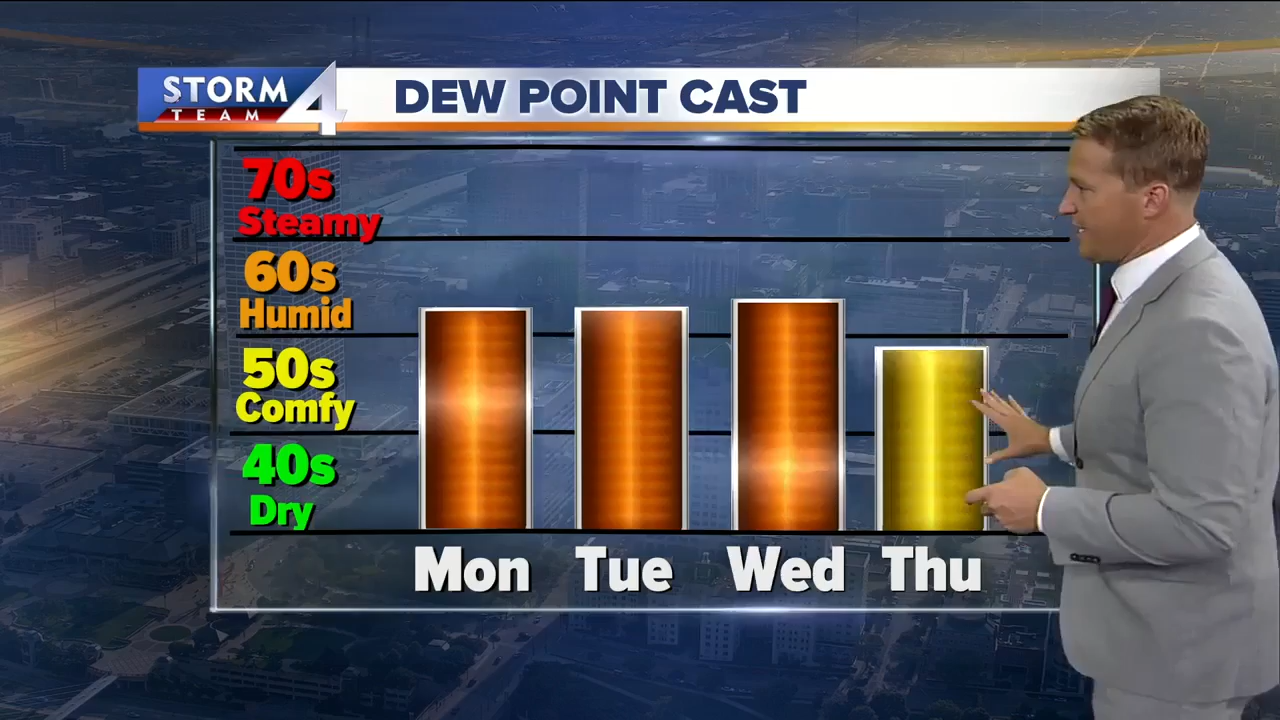 STORM
TEAM
4
DEW POINT CAST
70s
Steamy
60s
Humid
50s
Comfy
40s
Dry
Mon Tue Wed Thu